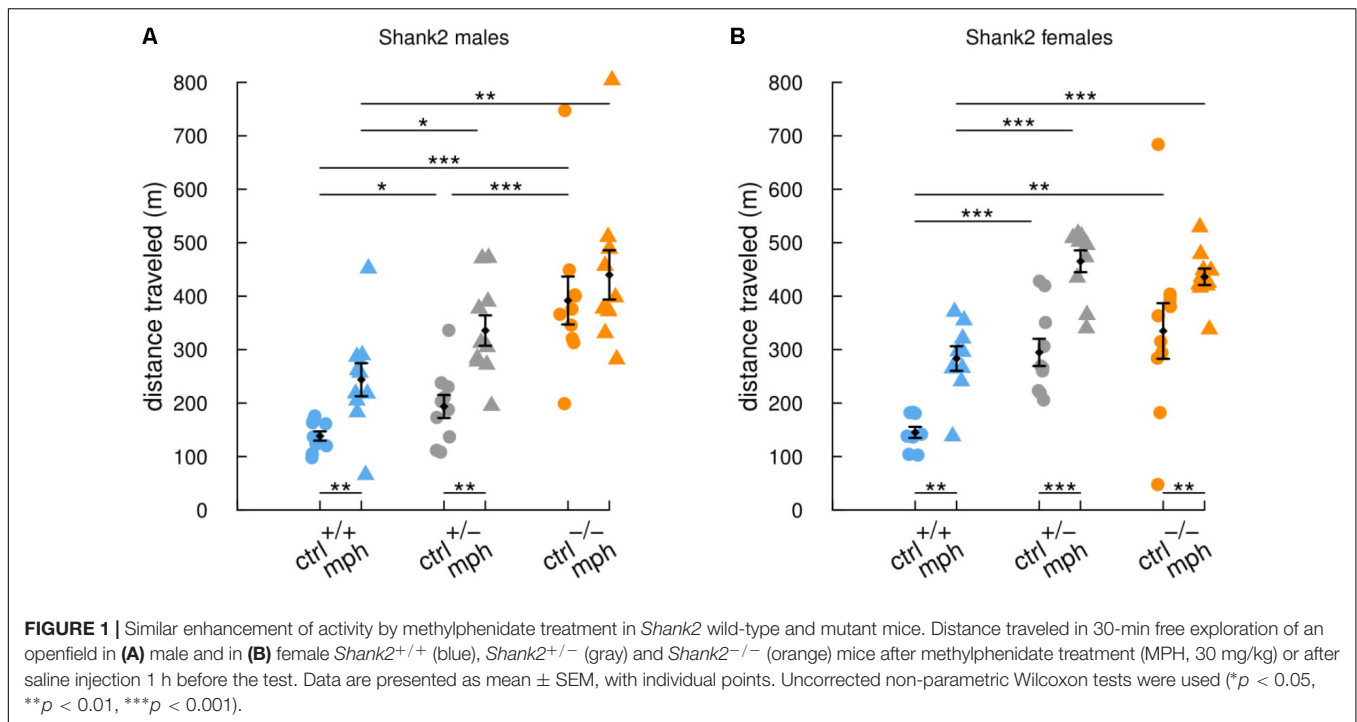 A
Shank2 males
distance traveled (m)
800
700
600
500
400
300
200
100
0
**
*
***
*
***
**
**
+/+
+/−
−/−
ctrl
mph
ctrl
mph
ctrl
mph
B
Shank2 females
distance traveled (m)
800
700
600
500
400
300
200
100
0
***
***
**
***
**
***
**
+/+
+/−
−/−
ctrl
mph
ctrl
mph
ctrl
mph
FIGURE 1 | Similar enhancement of activity by methylphenidate treatment in Shank2 wild-type and mutant mice. Distance traveled in 30-min free exploration of an
openfield in (A) male and in (B) female Shank2+/+ (blue), Shank2+/− (gray) and Shank2−/− (orange) mice after methylphenidate treatment (MPH, 30 mg/kg) or after
saline injection 1 h before the test. Data are presented as mean ± SEM, with individual points. Uncorrected non-parametric Wilcoxon tests were used (*p < 0.05,
**p < 0.01, ***p < 0.001).